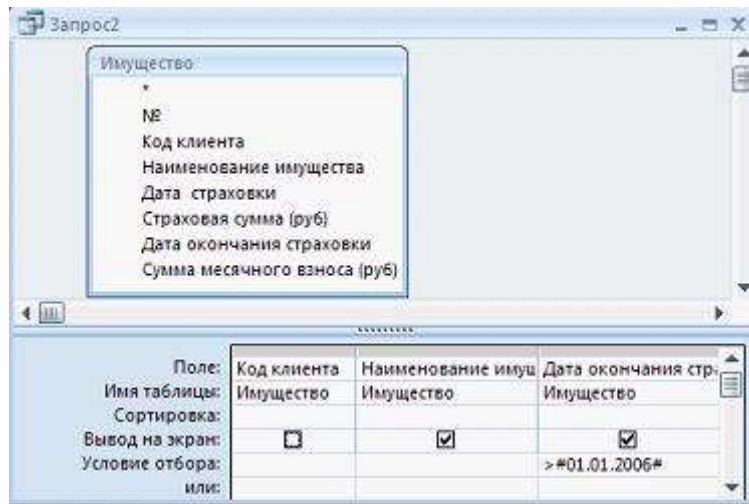 Запрос2
Имущество
*
№
Код клиента
Наименование имущества
Дата страховки
Страховая сумма (руб)
Дата окончания страховки
Сумма месячного взноса (руб)
Поле: Код клиента Наименование имущ Дата окончания стра
Имя таблицы: Имущество Имущество Имущество
Сортировка:
Вывод на экран:
Условие отбора: >#01.01.2006#
или: